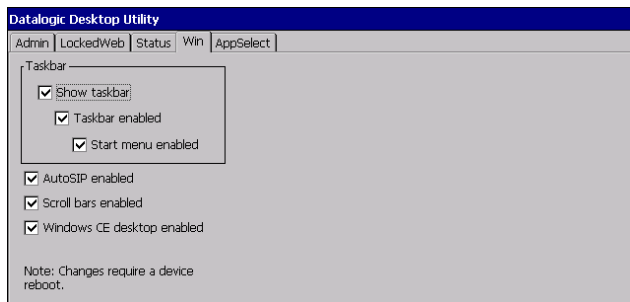 Datalogic Desktop Utility
Admin LockedWeb Status Win AppSelect
Taskbar
Show taskbar
Taskbar enabled
Start menu enabled
AutoSIP enabled
Scroll bars enabled
Windows CE desktop enabled
Note: Changes require a device
reboot.